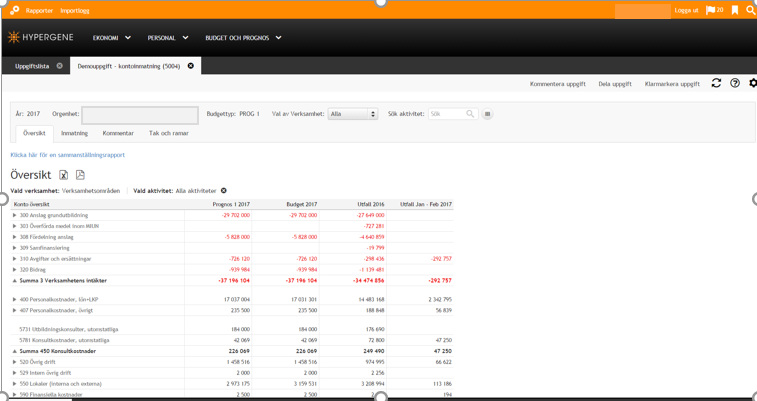 Rapporter Importlogg Logga ut 20
HYPERGENE EKONOMI PERSONAL BUDGET OCH PROGNOS
Uppgiftslista Demouppgift - kontoinmatning (5004)
Kommentera uppgift Dela uppgift Klarmarkera uppgift
År: 2017 Orgenhet: Budgettyp: PROG 1 Val av Verksamhet: Alla Sök aktivitet: Sök
Översikt Inmatning Kommentar Tak och ramar
Klicka här för en sammanställningsrapport
Översikt
Vald verksamhet: Verksamhetsområden Vald aktivitet: Alla aktiviteter
Konto översikt Prognos 1 2017 Budget 2017 Utfall 2016 Utfall Jan - Feb 2017
300 Anslag grundutbildning -29 702 000 -29 702 000 -27 649 000
303 Överförda medel inom MIUN -727 281
308 Fördelning anslag -5 828 000 -5 828 000 -4 640 859
309 Samfinansiering -19 799
310 Avgifter och ersättningar -726 120 -726 120 -298 436 -292 757
320 Bidrag -939 984 -939 984 -1 139 481
Summa 3 Verksamhetens intäkter -37 196 104 -37 196 104 -34 474 856 -292 757
400 Personalkostnader, lön+LKP 17 037 004 17 031 301 14 483 168 2 342 795
407 Personalkostnader, övrigt 235 500 235 500 188 848 56 839
5731 Utbildningskonsulter, utomstatliga 184 000 184 000 176 690
5781 Konsultkostnader, utomstatliga 42 069 42 069 72 800 47 250
Summa 450 Konsultkostnader 226 069 226 069 249 490 47 250
520 Övrig drift 1 458 516 1 458 516 974 995 66 622
529 Intern övrig drift 2 000 2 000 2 256
550 Lokaler (interna och externa) 2 973 175 3 159 531 3 208 994 113 186
590 Finansiella kostnader 2 500 2 500 194